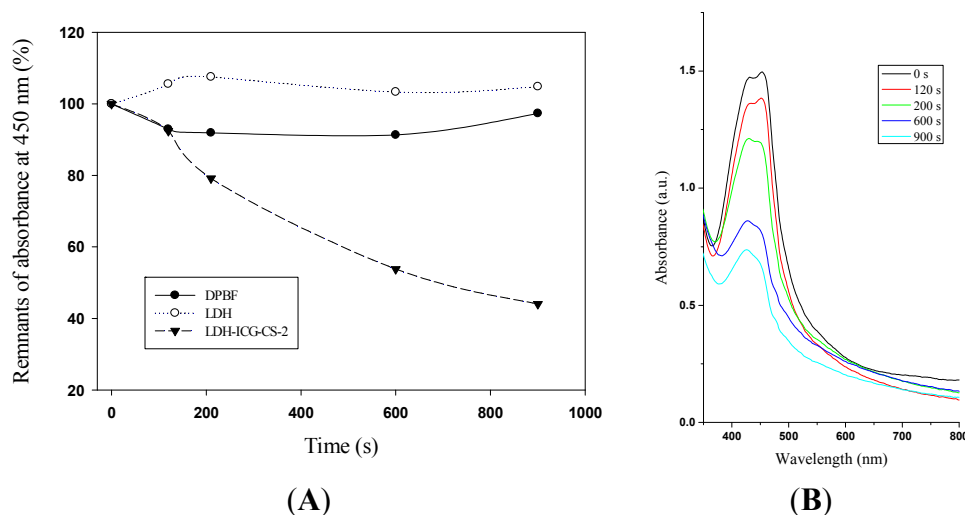 Remnants of absorbance at 450 nm (%)
120
100
80
60
40
20
DPBF
LDH
LDH-ICG-CS-2
0 200 400 600 800 1000
Time (s)
(A)
Absorbance (a.u.)
1.5
1.0
0.5
0.0
0 s
120 s
200 s
600 s
900 s
400 500 600 700 800
Wavelength (nm)
(B)